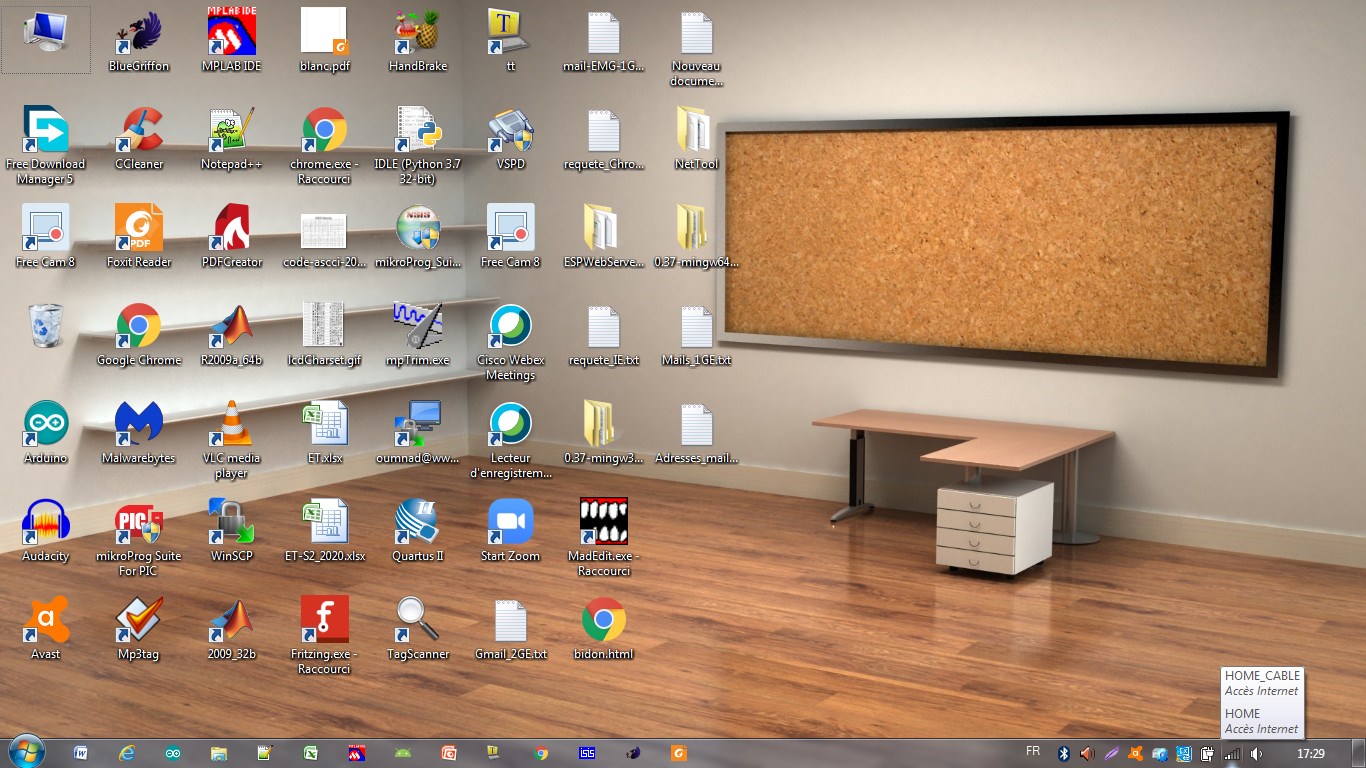 BlueGriffon
MPLAB IDE
blanc.pdf
HandBrake
tt
mail-EMG-1G...
Nouveau
docume...
Free Download
Manager 5
CCleaner
Notepad++
chrome.exe -
Raccourci
IDLE (Python 3.7
32-bit)
VSPD
requete_Chro...
NetTool
Free Cam 8
Foxit Reader
PDFCreator
code-ascci-20...
mikroProg_Sui...
Free Cam 8
ESPWebServe...
0.37-mingw64...
Google Chrome
R2009a_64b
lcdCharset.gif
mpTrim.exe
Cisco Webex
Meetings
requete_IE.txt
Mails_1GE.txt
Arduino
Malwarebytes
VLC media
player
ET.xlsx
oumnad@ww...
Lecteur
d'enregistrem...
0.37-mingw3...
Adresses_mail...
Audacity
mikroProg Suite
For PIC
WinSCP
ET-S2_2020.xlsx
Quartus II
Start Zoom
MadEdit.exe -
Raccourci
Avast
Mp3tag
2009_32b
Fritzing.exe -
Raccourci
TagScanner
Gmail_2GE.txt
bidon.html
HOME_CABLE
Accès Internet
HOME
Accès Internet
FR
17:29